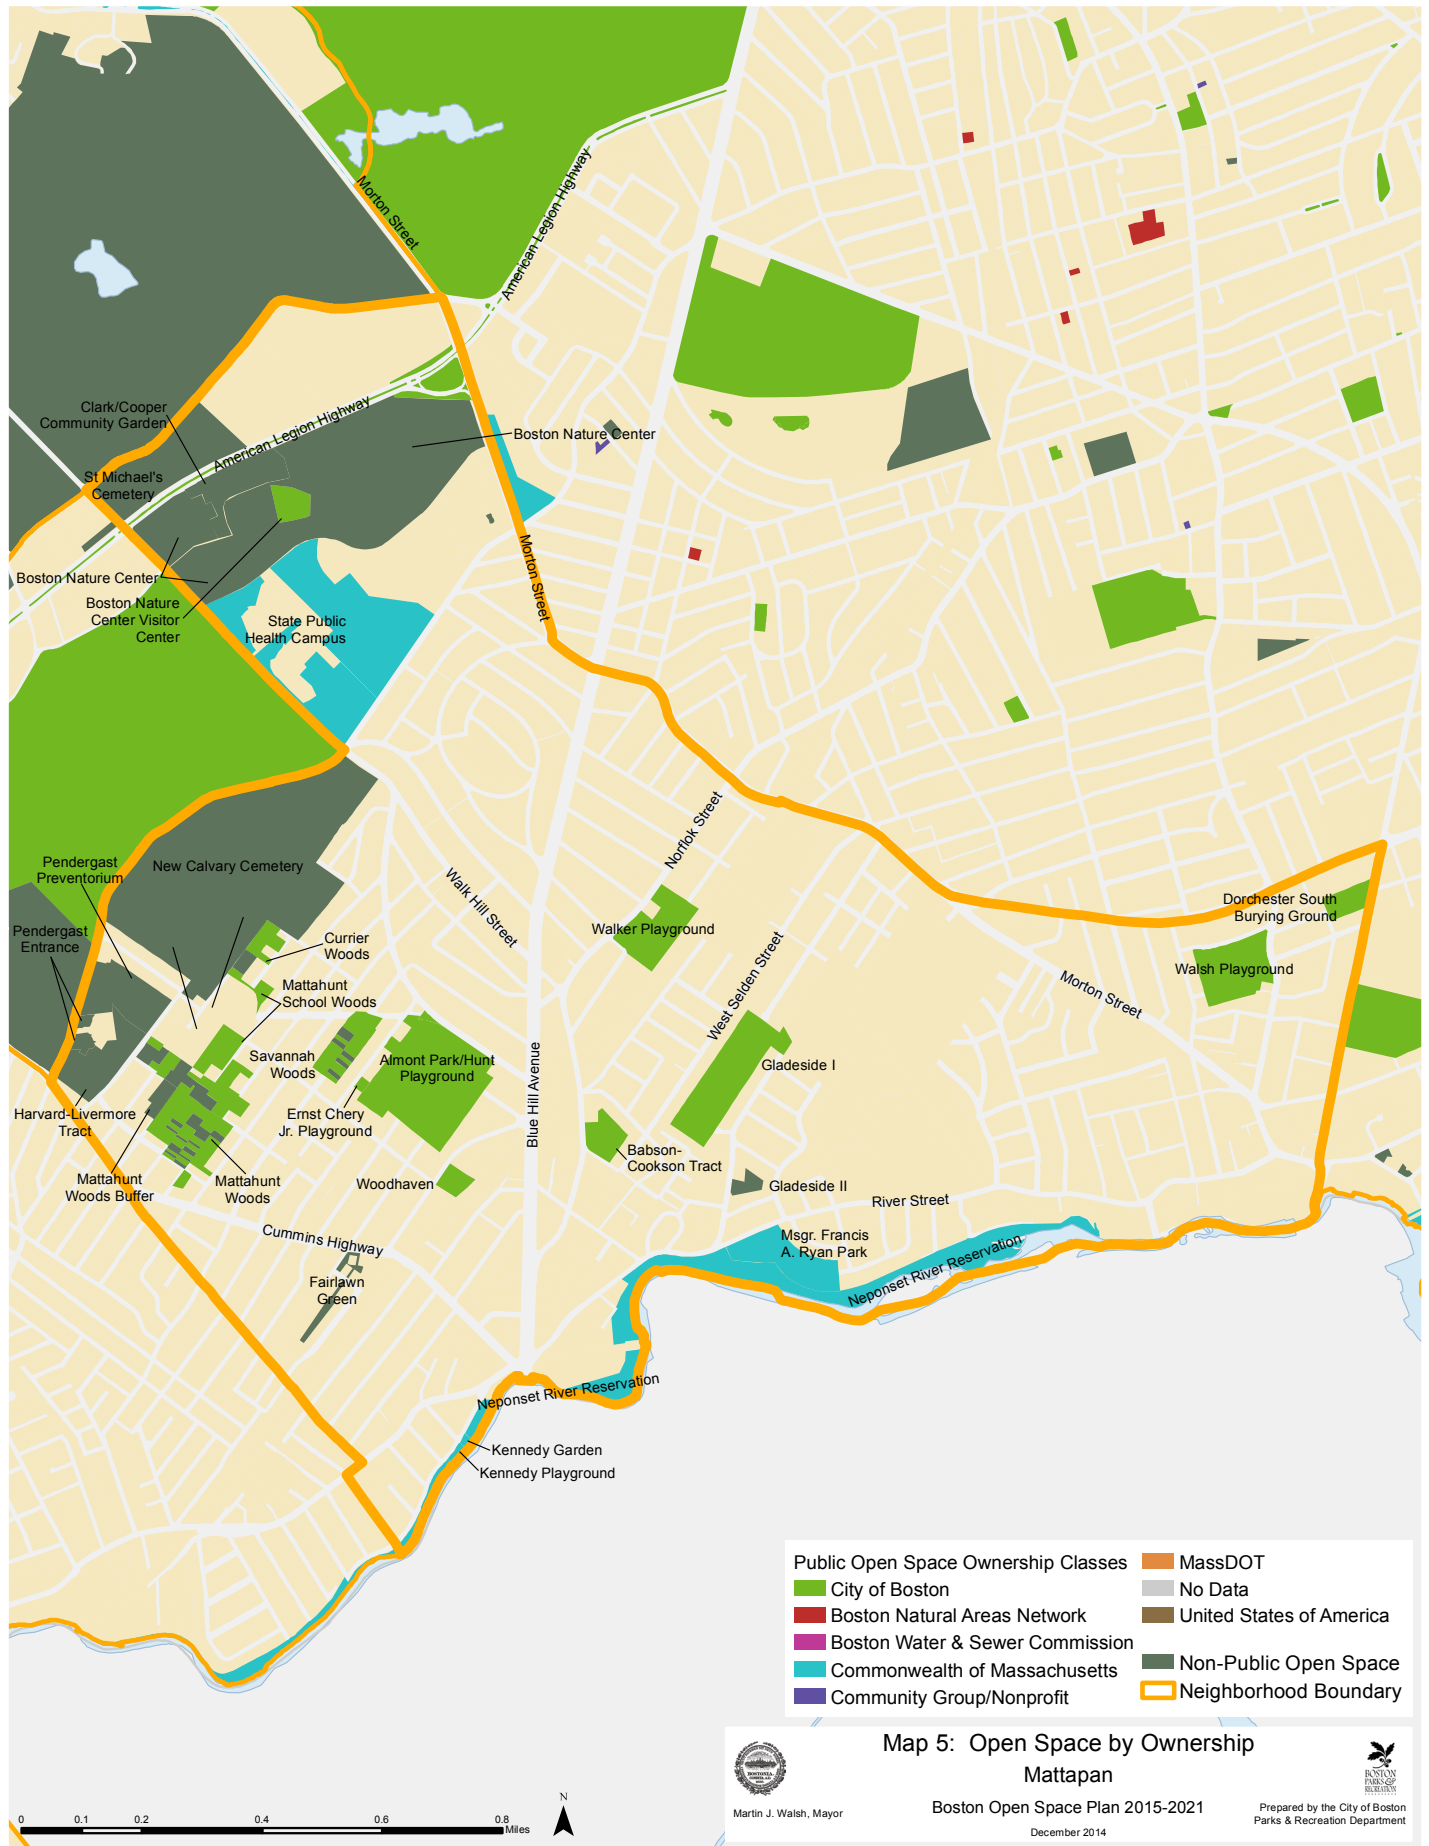 Morton Street
American Legion Highway
Clark/Cooper
Community Garden
American Legion Highway
Boston Nature Center
St Michael's
Cemetery
Morton Street
Boston Nature Center
Boston Nature
Center Visitor
Center
State Public
Health Campus
Norflok Street
Pendergast
Preventorium
New Calvary Cemetery
Walk Hill Street
Dorchester South
Burying Ground
Pendergast
Entrance
Currier
Woods
Walker Playground
Walsh Playground
Mattahunt
School Woods
West Selden Street
Morton Street
Savannah
Woods
Almont Park/Hunt
Playground
Blue Hill Avenue
Gladeside I
Harvard-Livermore
Tract
Ernst Chery
Jr. Playground
Babson-
Cookson Tract
Mattahunt
Woods Buffer
Mattahunt
Woods
Woodhaven
Gladeside II
River Street
Cummins Highway
Msgr. Francis
A. Ryan Park
Neponset River Reservation
Fairlawn
Green
Neponset River Reservation
Kennedy Garden
Kennedy Playground
Public Open Space Ownership Classes
City of Boston
Boston Natural Areas Network
Boston Water & Sewer Commission
Commonwealth of Massachusetts
Community Group/Nonprofit
MassDOT
No Data
United States of America
Non-Public Open Space
Neighborhood Boundary
Map 5: Open Space by Ownership
Mattapan
Boston Open Space Plan 2015-2021
December 2014
Martin J. Walsh, Mayor
BOSTON
PARKS &
RECREATION
Prepared by the City of Boston
Parks & Recreation Department
N
0 0.1 0.2 0.4 0.6 0.8
Miles